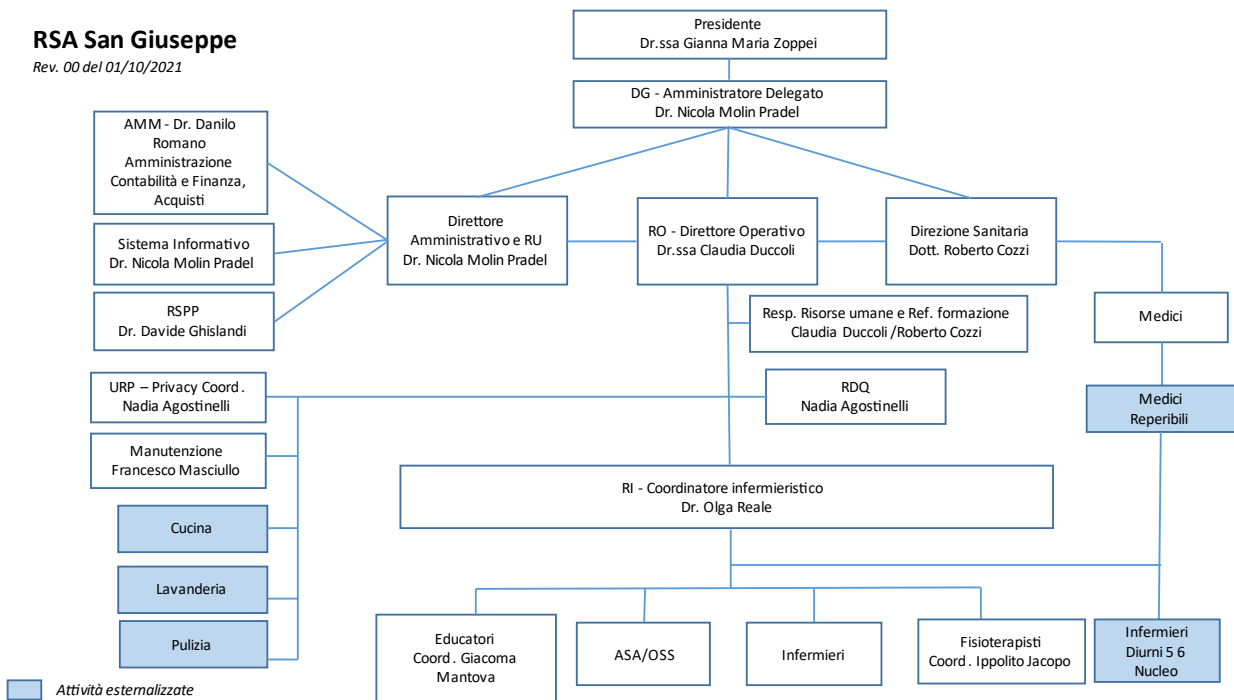 RSA San Giuseppe
Rev. 00 del 01/10/2021
Presidente
Dr.ssa Gianna Maria Zoppei
DG - Amministratore Delegato
Dr. Nicola Molin Pradel
AMM - Dr. Danilo
Romano
Amministrazione
Contabilità e Finanza,
Acquisti
Sistema Informativo
Dr. Nicola Molin Pradel
RSPP
Dr. Davide Ghislandi
Direttore
Amministrativo e RU
Dr. Nicola Molin Pradel
RO - Direttore Operativo
Dr.ssa Claudia Duccoli
Direzione Sanitaria
Dott. Roberto Cozzi
Resp. Risorse umane e Ref. formazione
Claudia Duccoli /Roberto Cozzi
Medici
URP – Privacy Coord.
Nadia Agostinelli
RDQ
Nadia Agostinelli
Medici
Reperibili
Manutenzione
Francesco Masciullo
RI - Coordinatore infermieristico
Dr. Olga Reale
Cucina
Lavanderia
Pulizia
Educatori
Coord. Giacoma
Mantova
ASA/OSS
Infermieri
Fisioterapisti
Coord. Ippolito Jacopo
Infermieri
Diurni 5 6
Nucleo
Attività esternalizzate